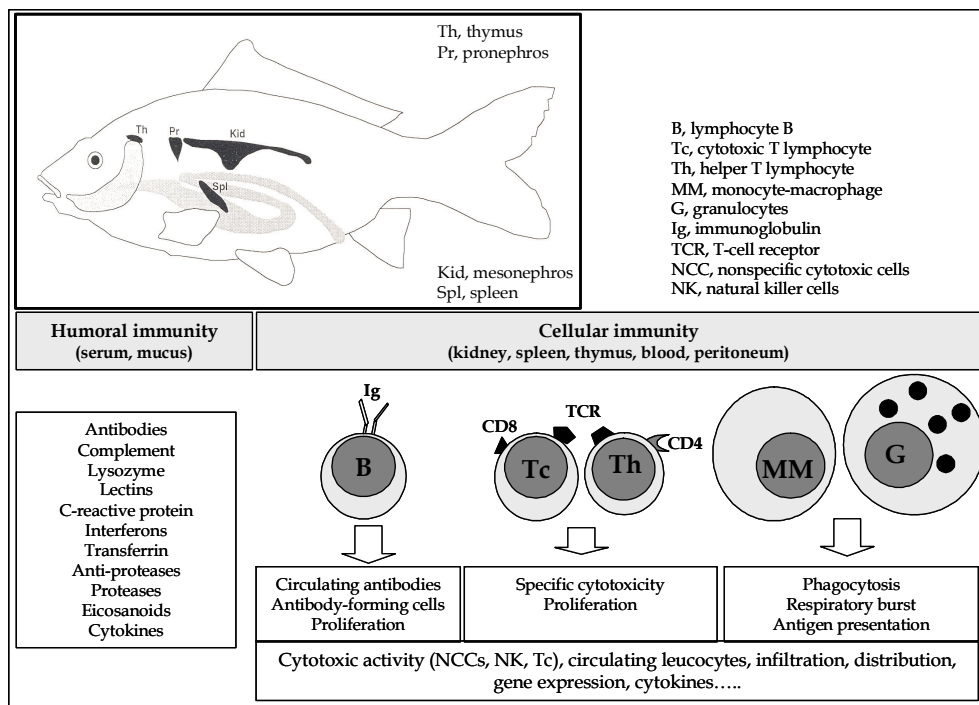 Th, thymus
Pr, pronephros
Th
Pr
Kid
Spl
Kid, mesonephros
Spl, spleen
B, lymphocyte B
Tc, cytotoxic T lymphocyte
Th, helper T lymphocyte
MM, monocyte-macrophage
G, granulocytes
Ig, immunoglobulin
TCR, T-cell receptor
NCC, nonspecific cytotoxic cells
NK, natural killer cells
Humoral immunity
(serum, mucus)
Cellular immunity
(kidney, spleen, thymus, blood, peritoneum)
Antibodies
Complement
Lysozyme
Lectins
C-reactive protein
Interferons
Transferrin
Anti-proteases
Proteases
Eicosanoids
Cytokines
Ig
B
CD8
TCR
CD4
Tc
Th
MM
G
Circulating antibodies
Antibody-forming cells
Proliferation
Specific cytotoxicity
Proliferation
Phagocytosis
Respiratory burst
Antigen presentation
Cytotoxic activity (NCCs, NK, Tc), circulating leucocytes, infiltration, distribution,
gene expression, cytokines…..